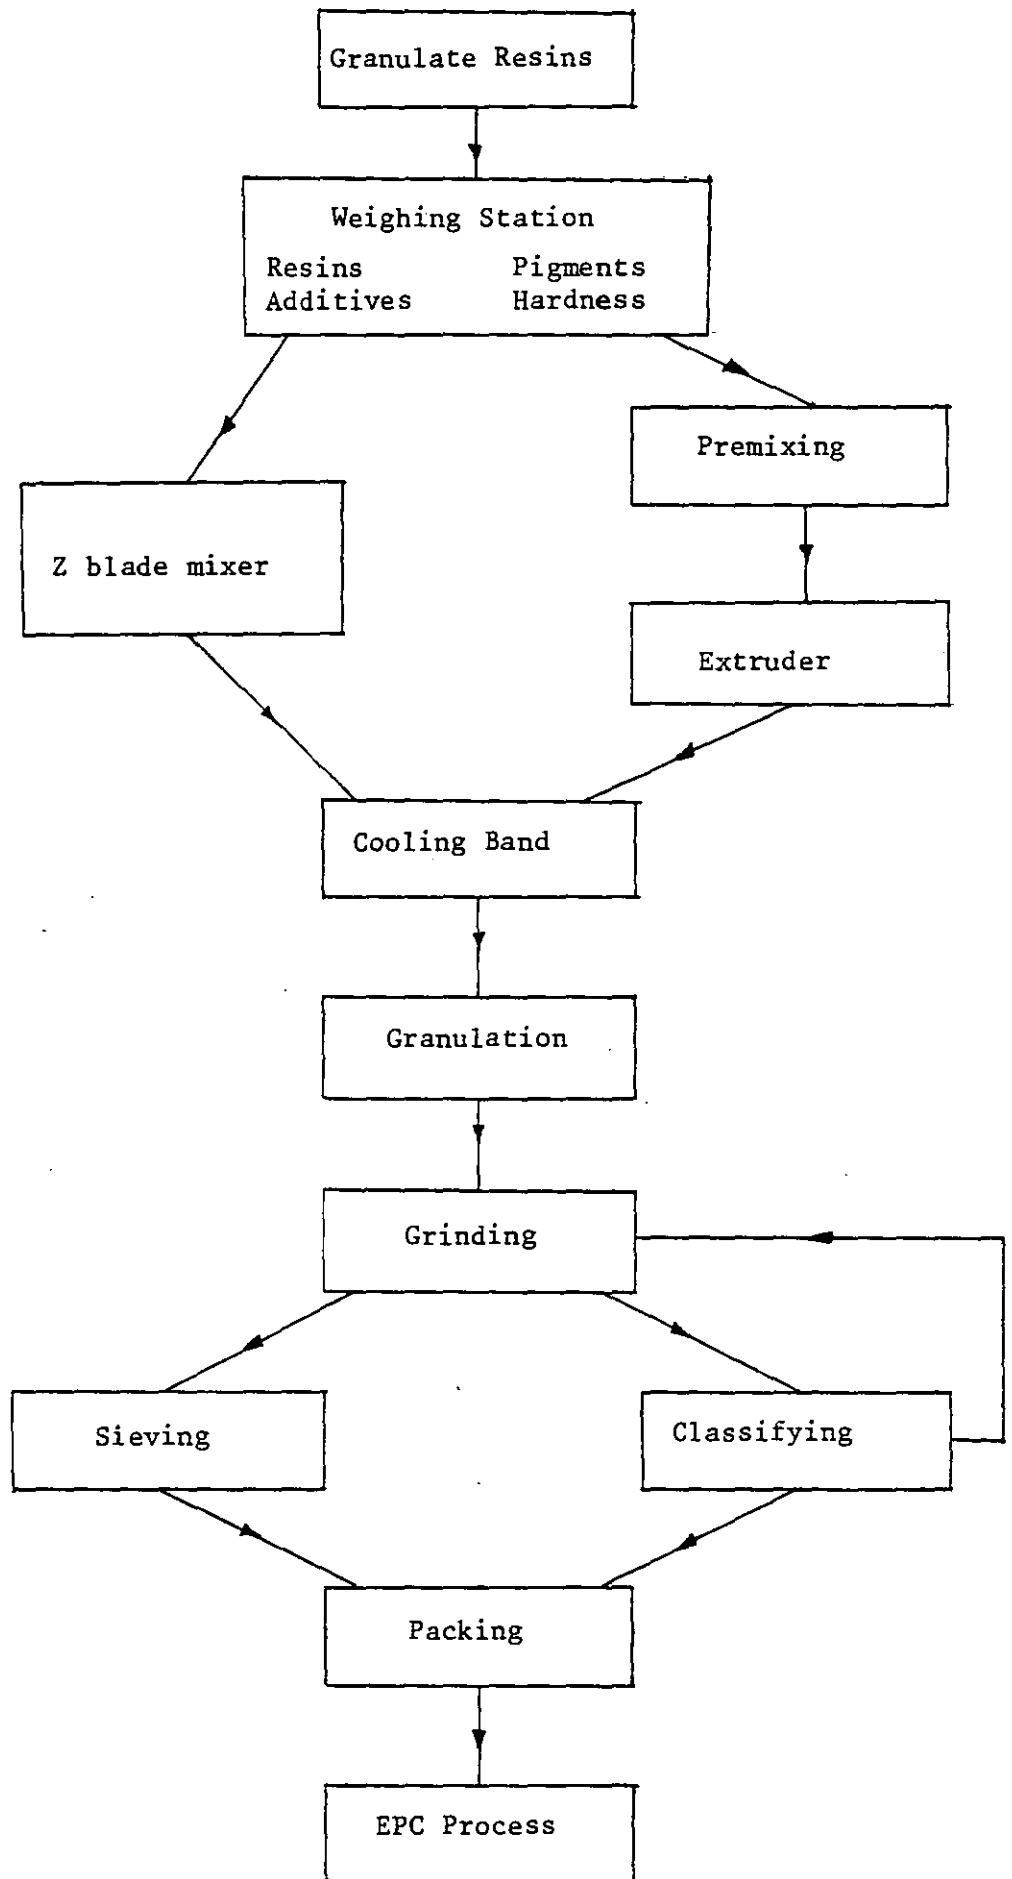 Granulate Resins
Weighing Station
Resins Pigments
Additives Hardness
Premixing
Z blade mixer
Extruder
Cooling Band
Granulation
Grinding
Sieving
Classifying
Packing
EPC Process